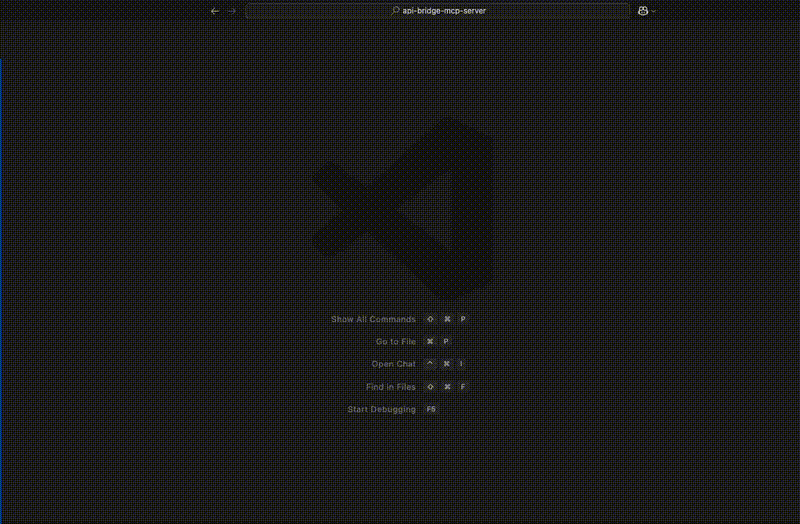 api-bridge-mcp-server
Show All Commands ⇧ ⌘ P
Go to File ⌘ P
Open Chat ^ ⌘ I
Find in Files ⇧ ⌘ F
Start Debugging F5